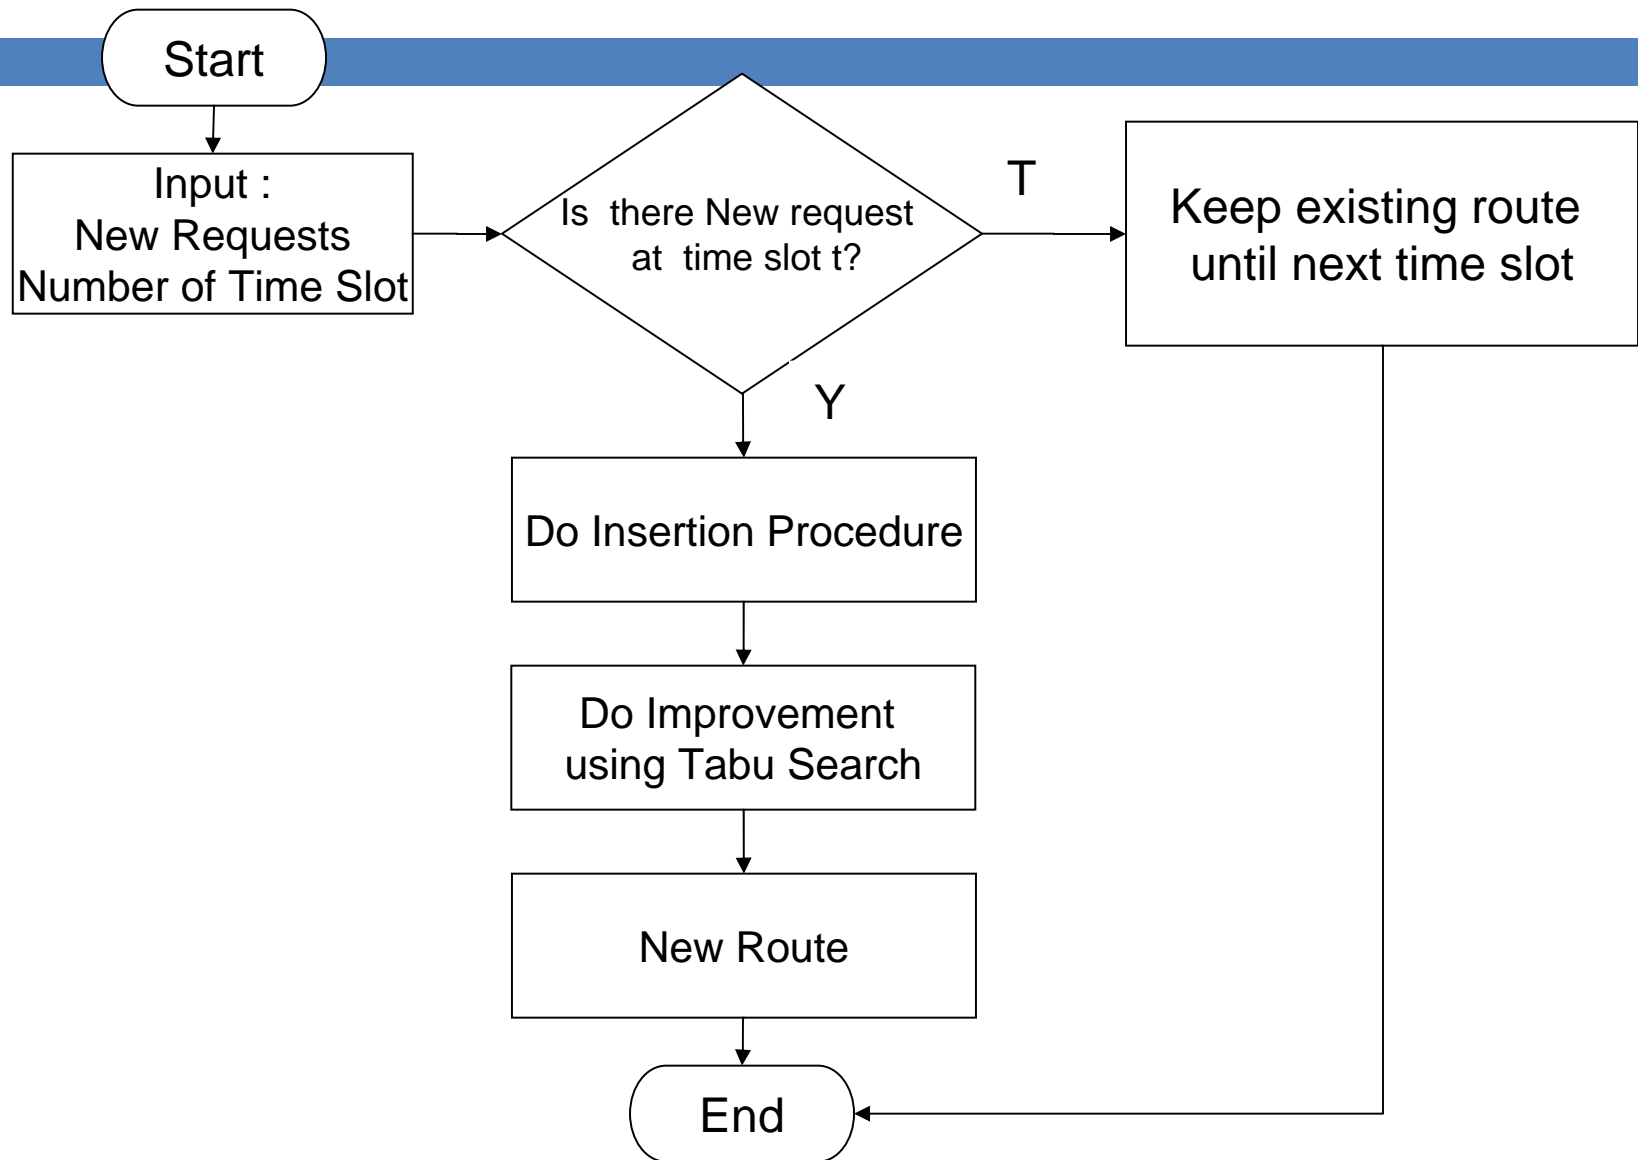 Start
Input :
New Requests
Number of Time Slot
Is there New request
at time slot t?
T
Keep existing route
until next time slot
Y
Do Insertion Procedure
Do Improvement
using Tabu Search
New Route
End